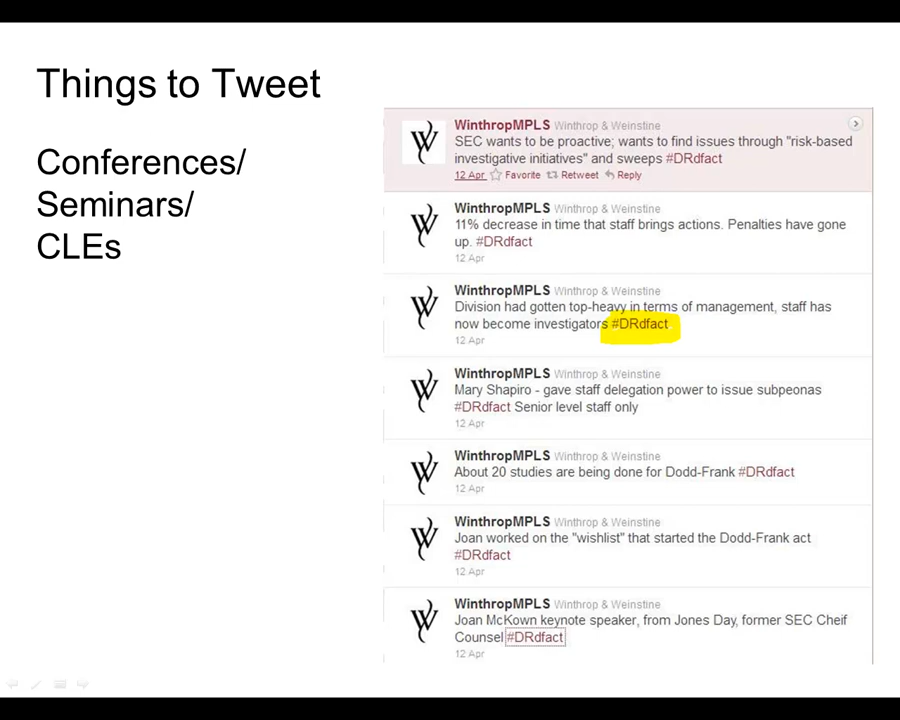 Things to Tweet
Conferences/
Seminars/
CLEs
WinthropMPLS Winthrop & Weinstine
SEC wants to be proactive; wants to find issues through "risk-based
investigative initiatives" and sweeps #DRdfact
12 Apr Favorite Retweet Reply
WinthropMPLS Winthrop & Weinstine
11% decrease in time that staff brings actions. Penalties have gone
up. #DRdfact
12 Apr
WinthropMPLS Winthrop & Weinstine
Division had gotten top-heavy in terms of management, staff has
now become investigators #DRdfact
12 Apr
WinthropMPLS Winthrop & Weinstine
Mary Shapiro - gave staff delegation power to issue subpeonas
#DRdfact Senior level staff only
12 Apr
WinthropMPLS Winthrop & Weinstine
About 20 studies are being done for Dodd-Frank #DRdfact
12 Apr
WinthropMPLS Winthrop & Weinstine
Joan worked on the "wishlist" that started the Dodd-Frank act
#DRdfact
12 Apr
WinthropMPLS Winthrop & Weinstine
Joan McKown keynote speaker, from Jones Day, former SEC Cheif
Counsel #DRdfact
12 Apr